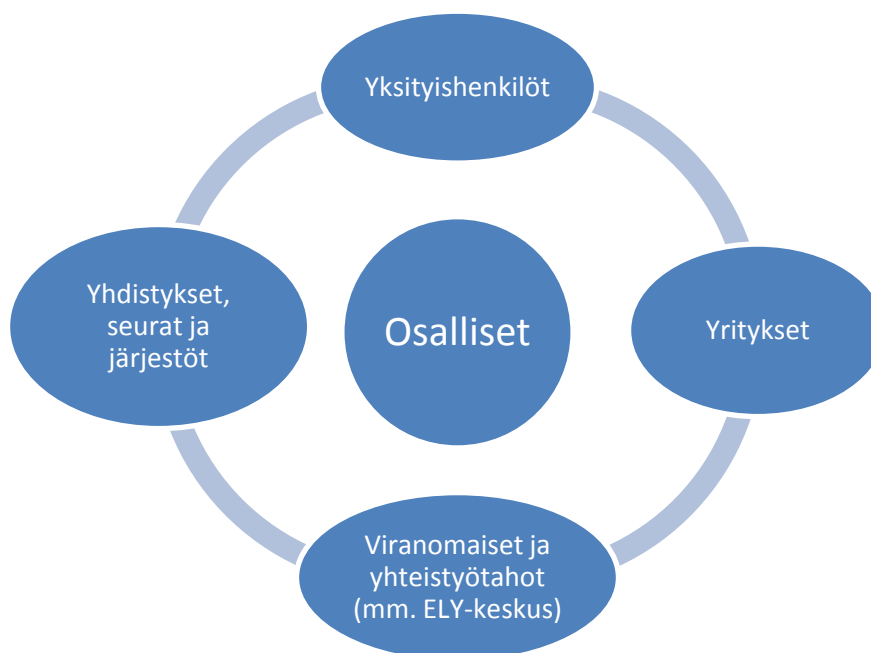 Yksityishenkilöt
Yhdistykset,
seurat ja
järjestöt
Osalliset
Yritykset
Viranomaiset ja
yhteistyötahot
(mm. ELY-keskus)